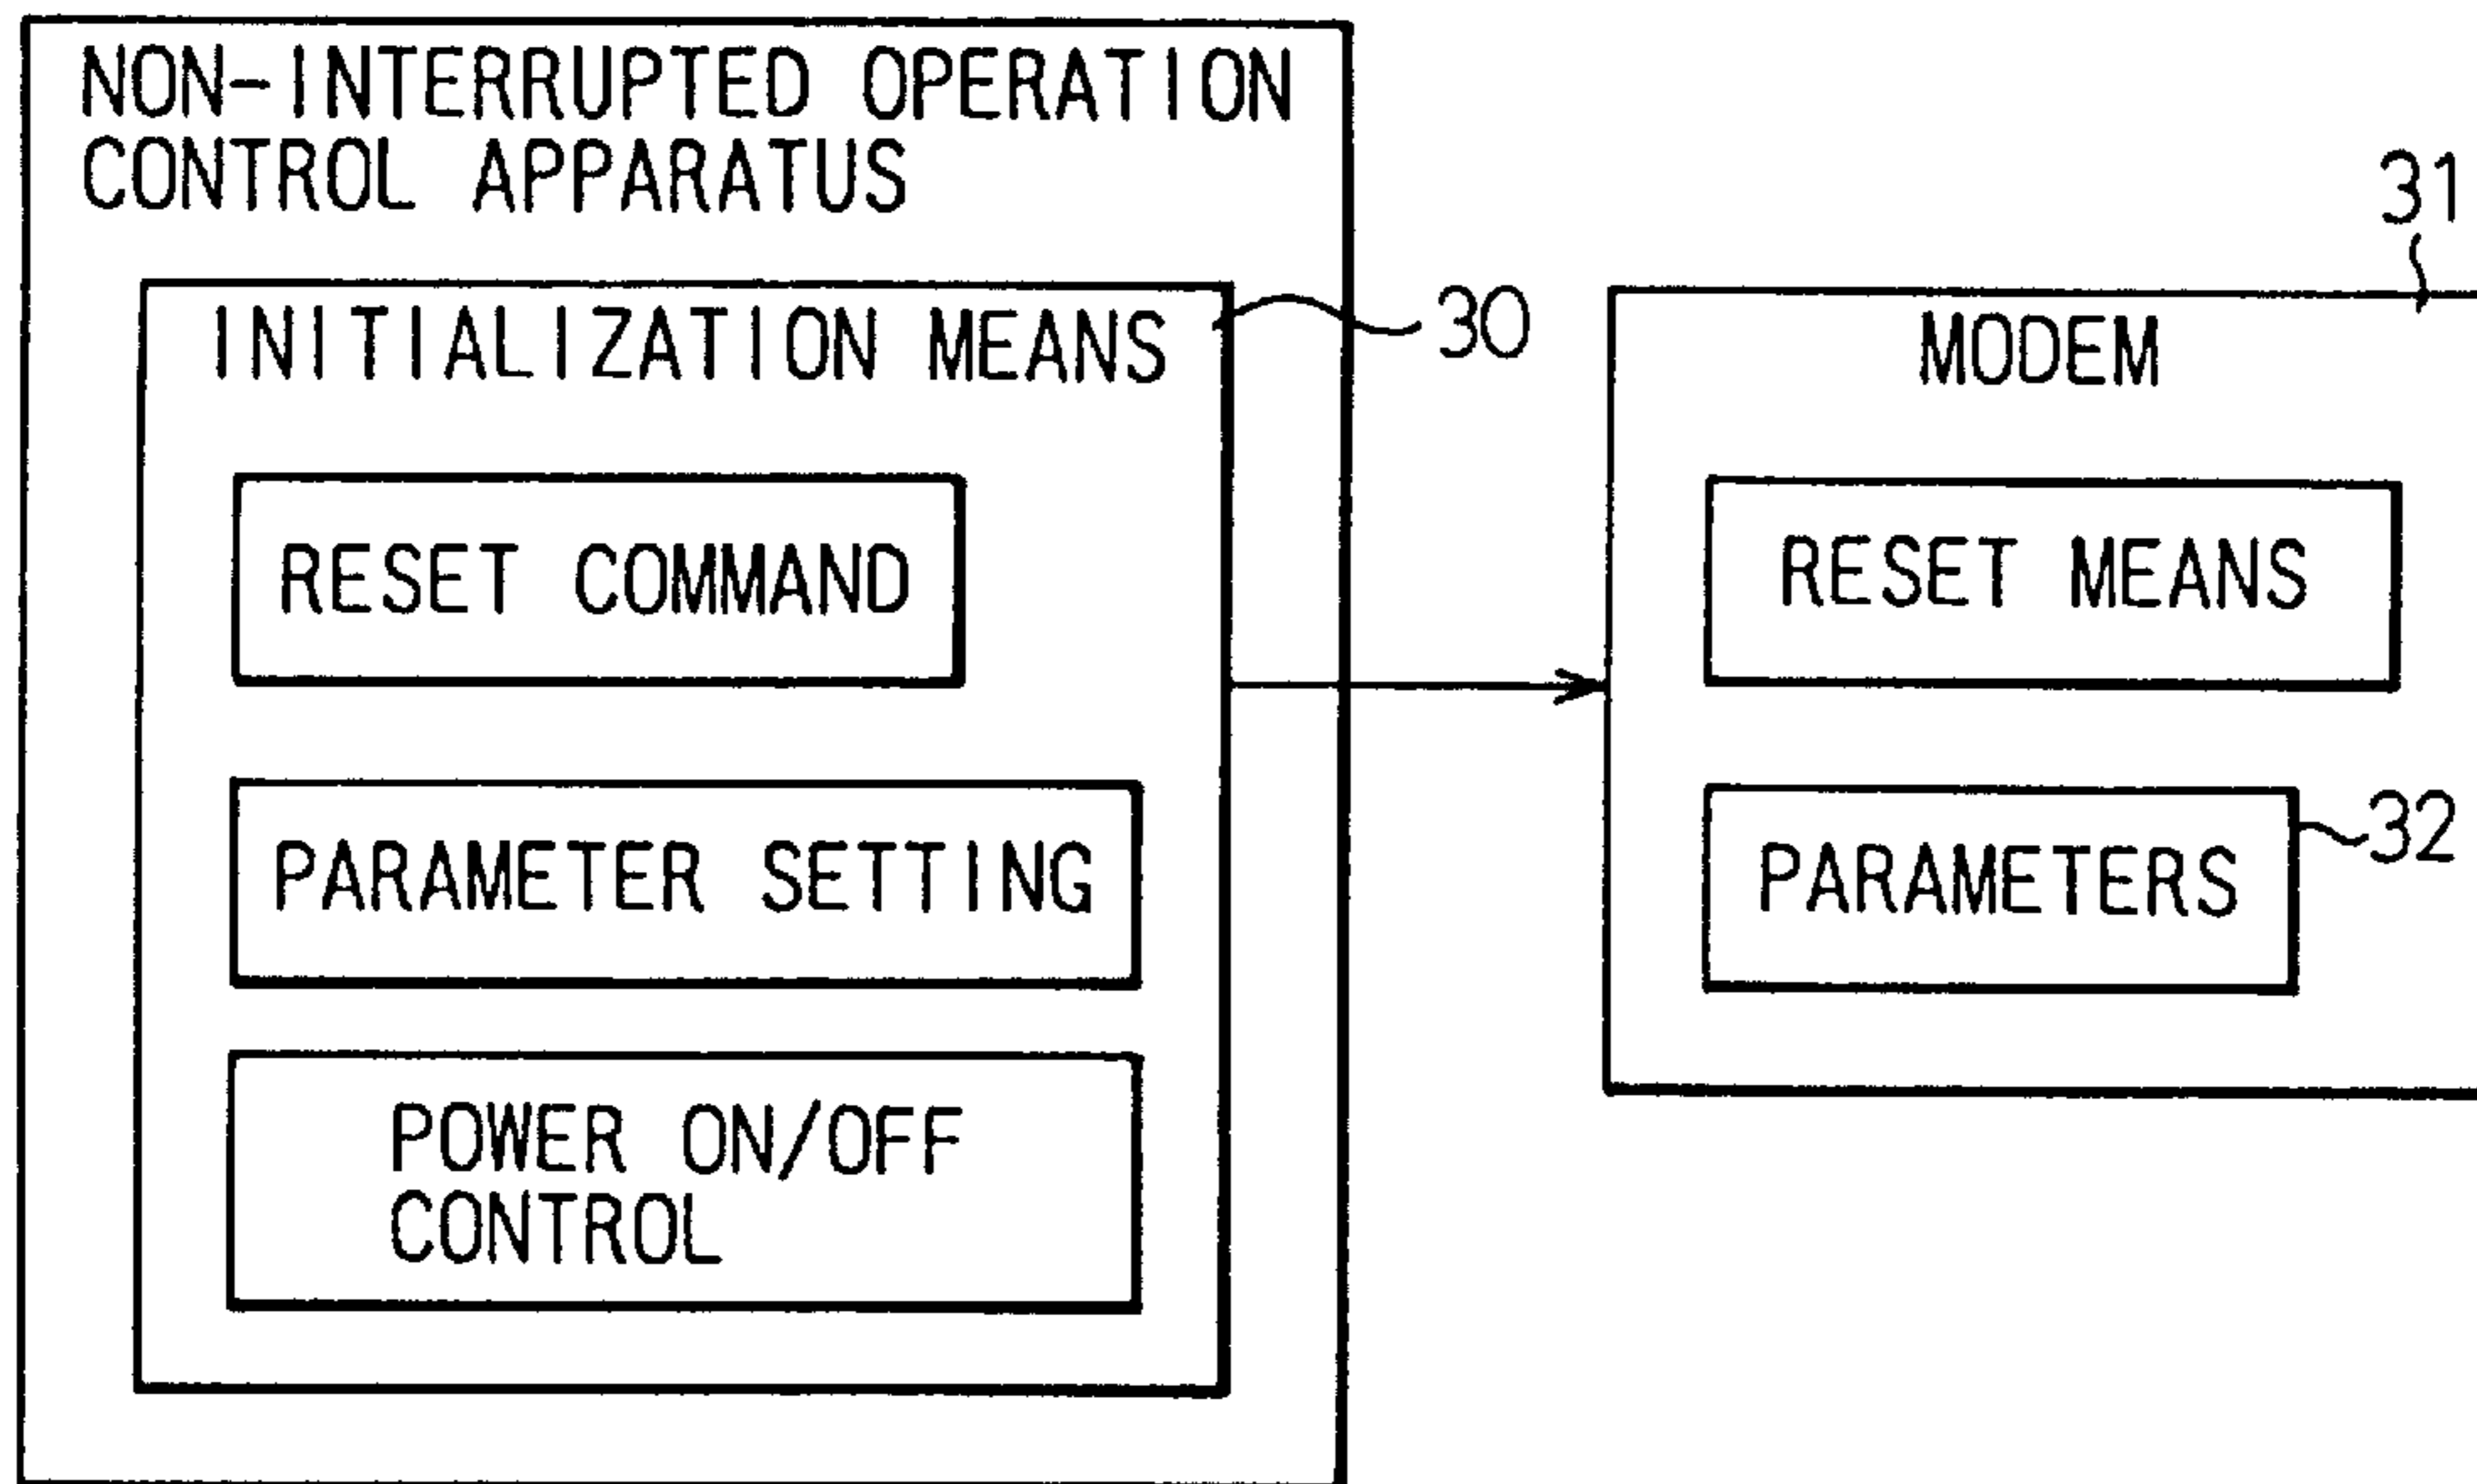 NON-INTERRUPTED OPERATION
CONTROL APPARATUS
INITIALIZATION MEANS
30
RESET COMMAND
PARAMETER SETTING
POWER ON/OFF
CONTROL
31
MODEM
RESET MEANS
PARAMETERS
32